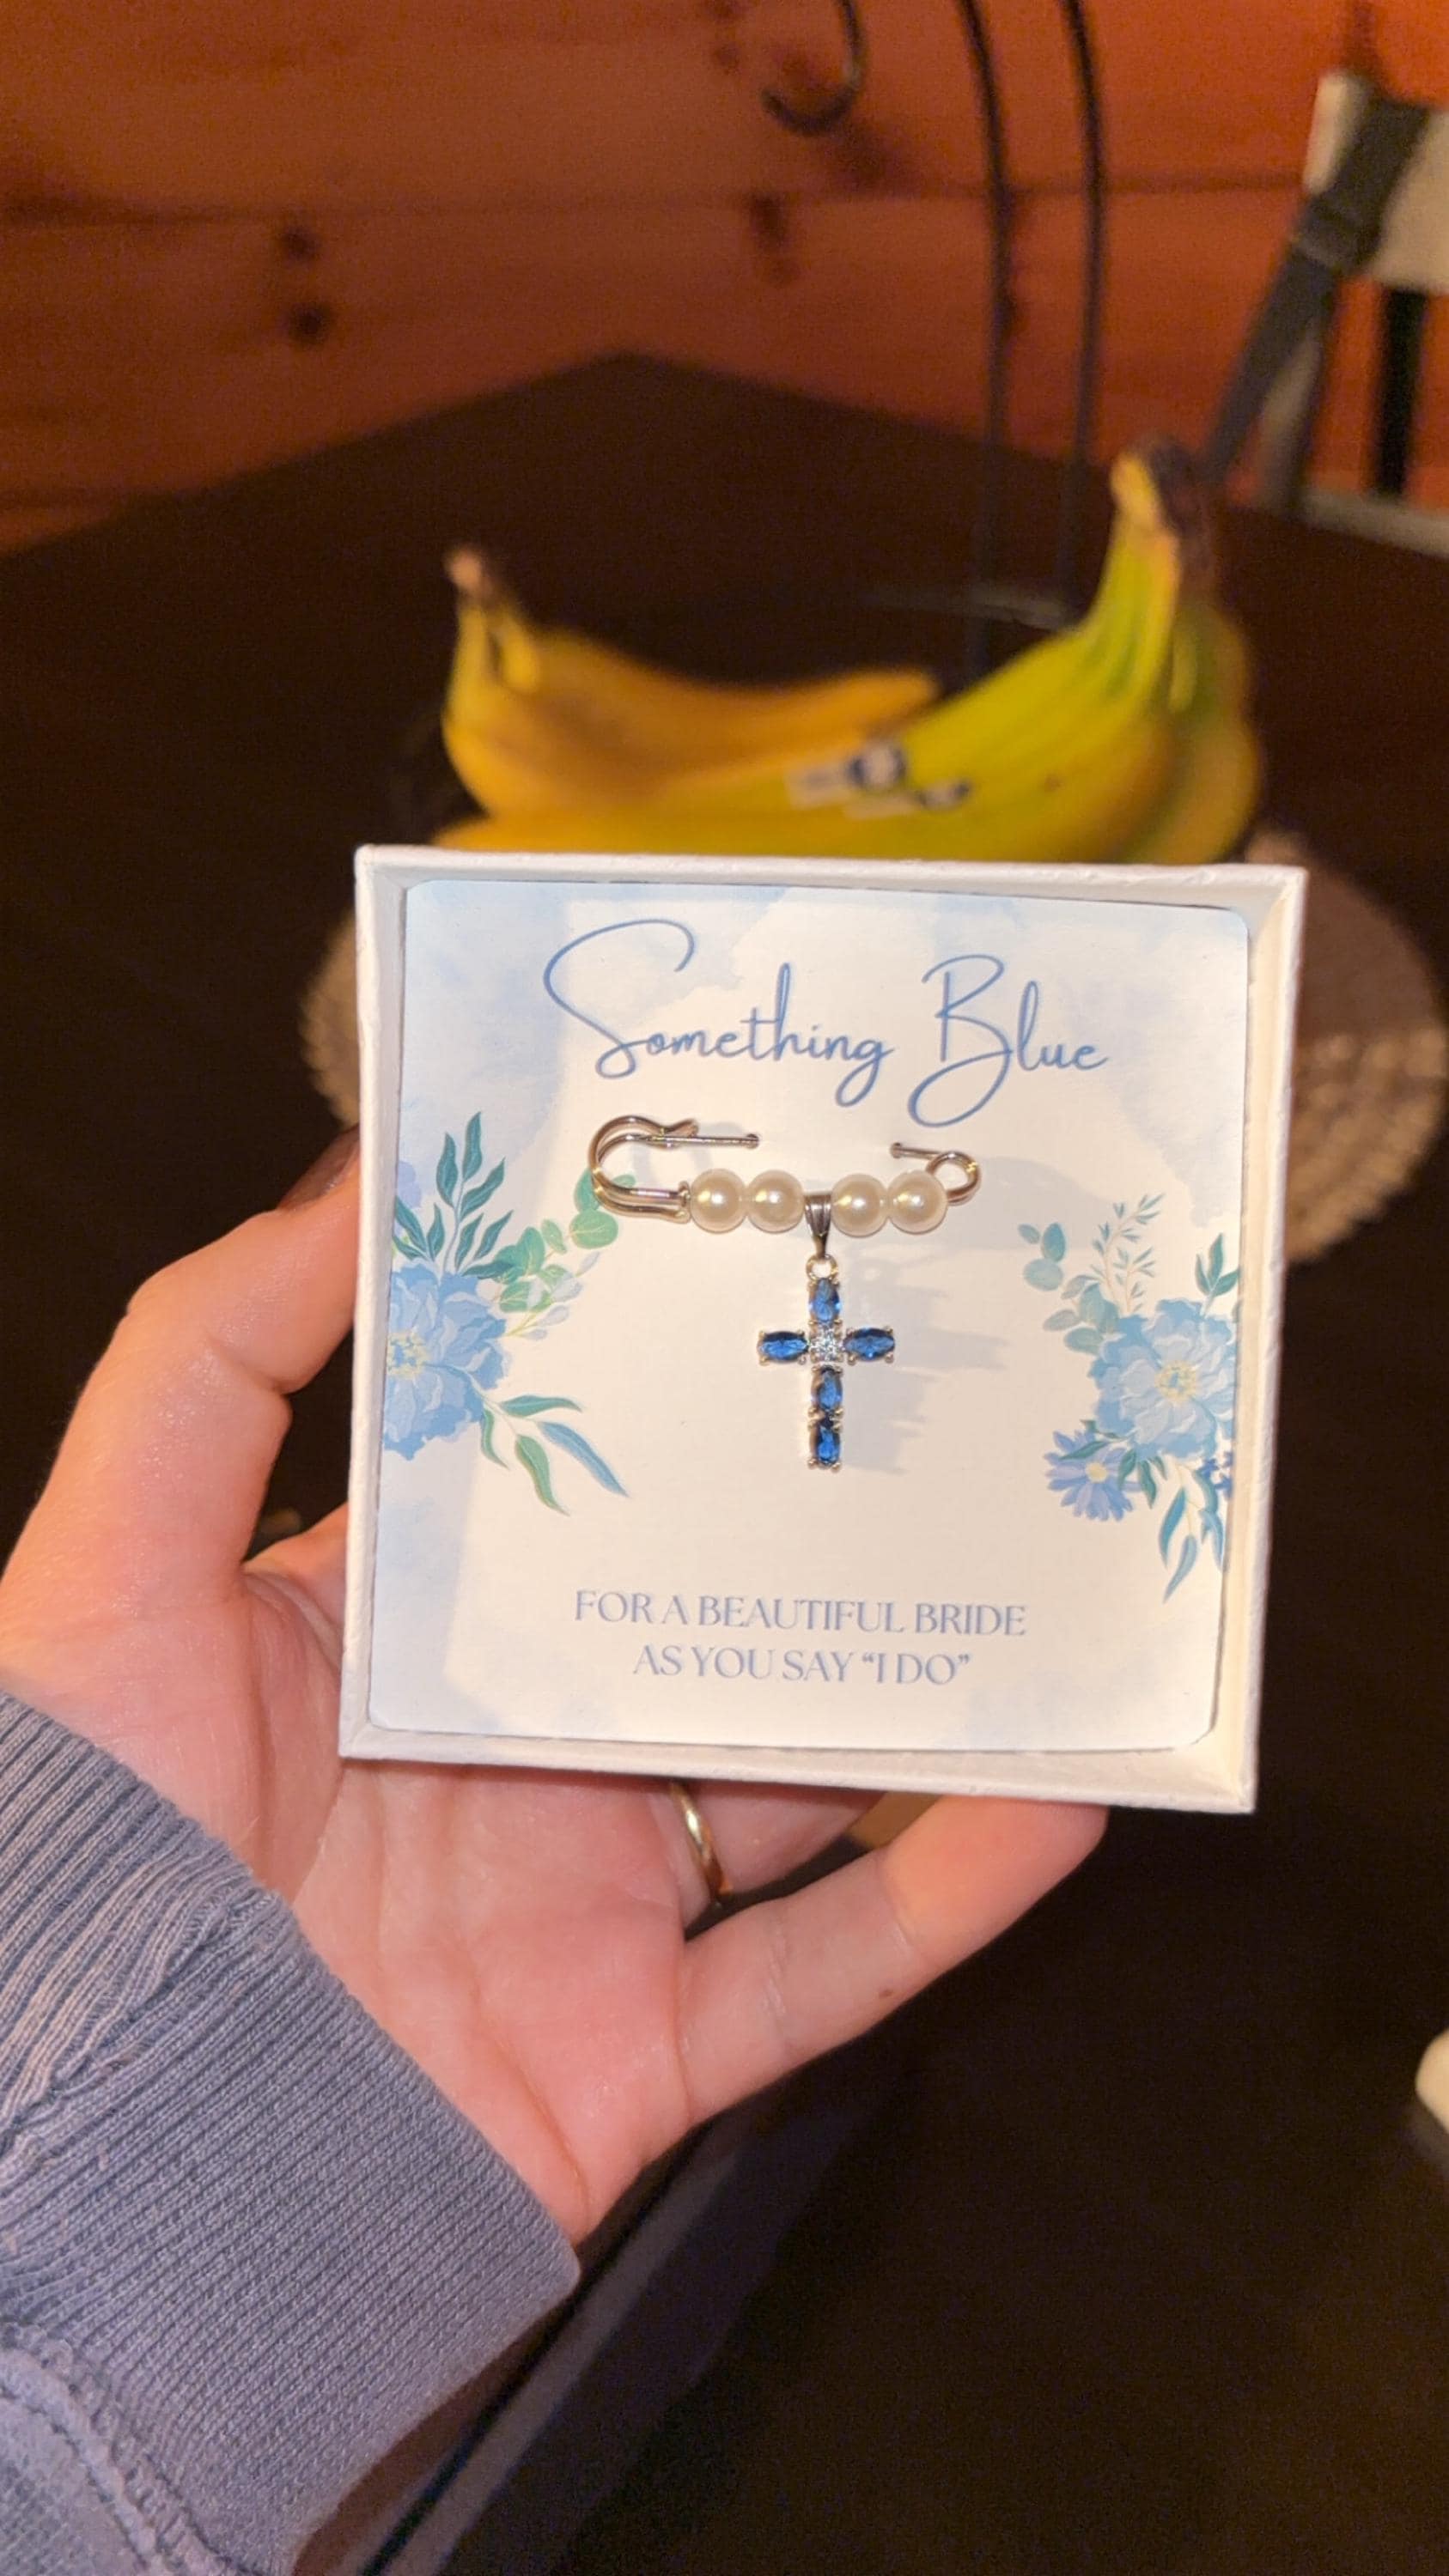 Something Blue
FOR A BEAUTIFUL BRIDE
AS YOU SAY “I DO”